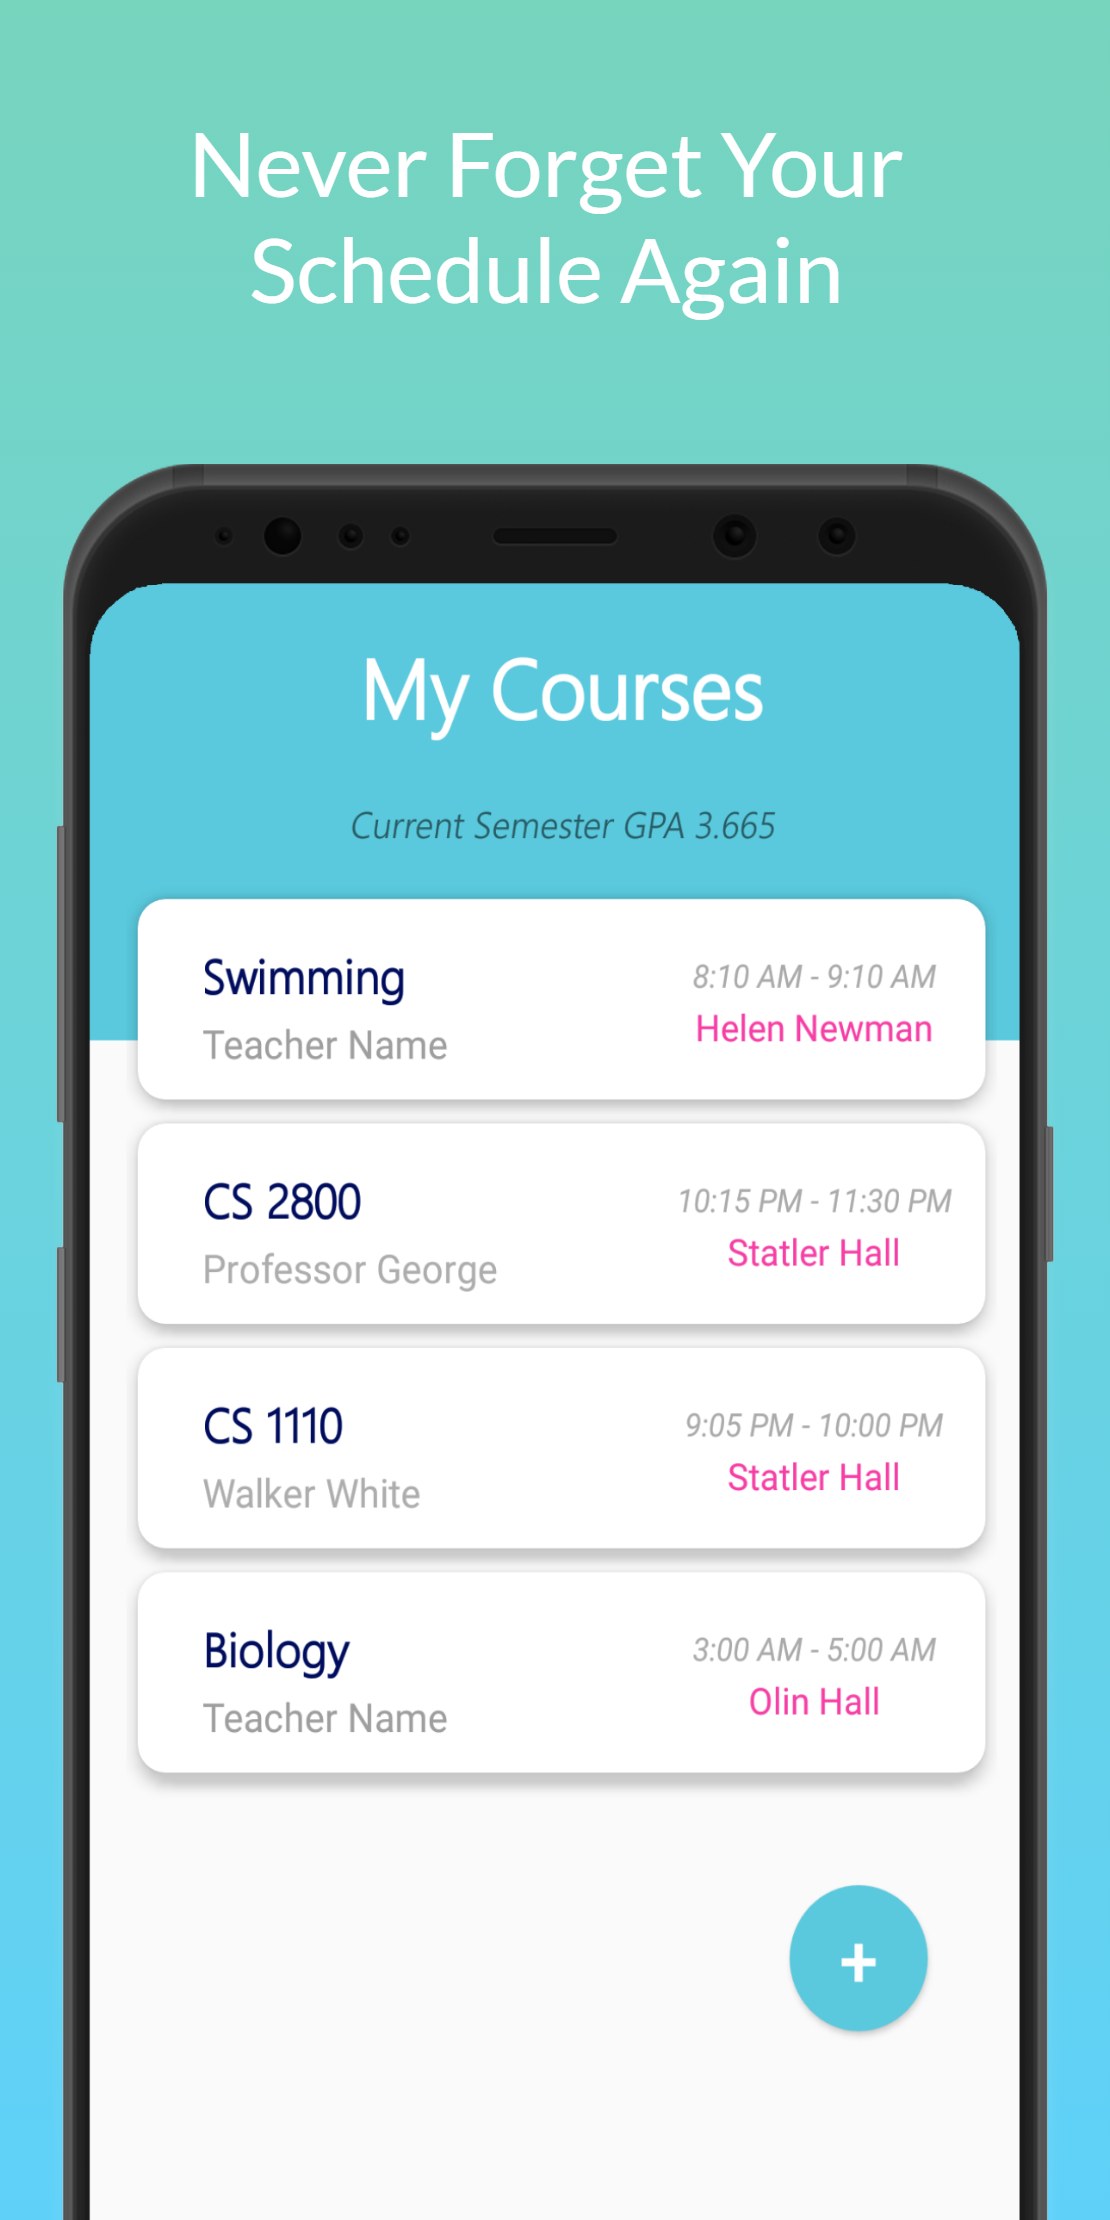 Never Forget Your
Schedule Again
My Courses
Current Semester GPA 3.665
Swimming
8:10 AM - 9:10 AM
Teacher Name
Helen Newman
CS 2800
10:15 PM - 11:30 PM
Professor George
Statler Hall
CS 1110
9:05 PM - 10:00 PM
Walker White
Statler Hall
Biology
3:00 AM - 5:00 AM
Teacher Name
Olin Hall
+